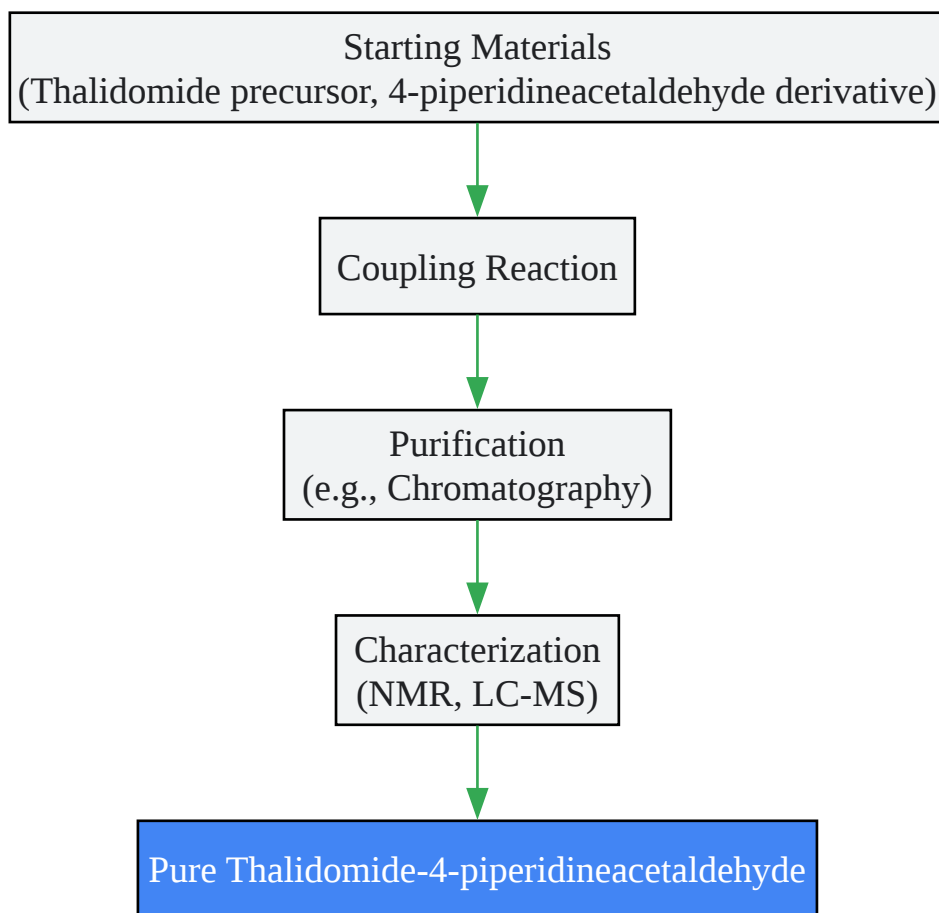 Starting Materials
(Thalidomide precursor, 4-piperidineacetaldehyde derivative)
Coupling Reaction
Purification
(e.g., Chromatography)
Characterization
(NMR, LC-MS)
Pure Thalidomide-4-piperidineacetaldehyde